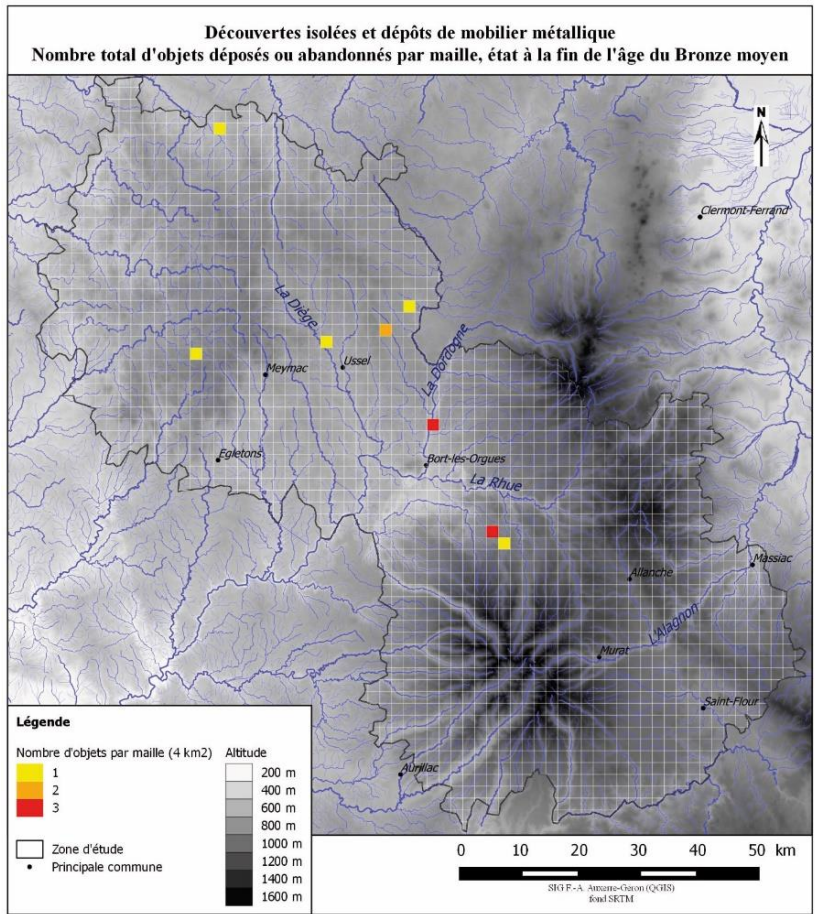 Découvertes isolées et dépôts de mobilier métallique
Nombre total d'objets déposés ou abandonnés par maille, état à la fin de l'âge du Bronze moyen
N
Clermont-Ferrand
La Diège
Ussel
Meymac
La Dordogne
Egletons
Bort-les-Orgues
La Rhue
Massiac
Allanche
L'Alagnon
Murat
Saint-Flour
Aurillac
Légende
Nombre d'objets par maille (4 km2)
1
2
3
Zone d'étude
Principale commune
Altitude
200 m
400 m
600 m
800 m
1000 m
1200 m
1400 m
1600 m
0 10 20 30 40 50 km
SIG F.-A. Auxerre-Géron (QGIS)
fond SRTM